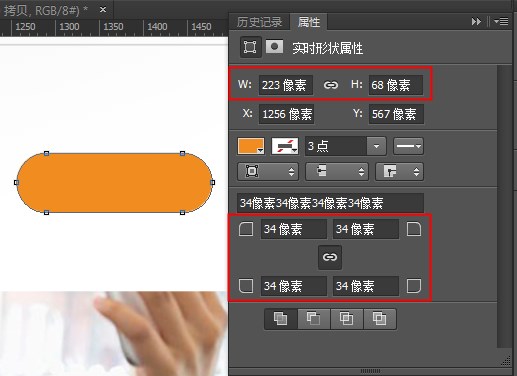 拷贝, RGB/8#) *
历史记录 属性
1250 1300 1350 1400 1450
实时形状属性
W: 223 像素 H: 68 像素
X: 1256 像素 Y: 567 像素
3 点
34像素34像素34像素34像素
34 像素 34 像素
34 像素 34 像素